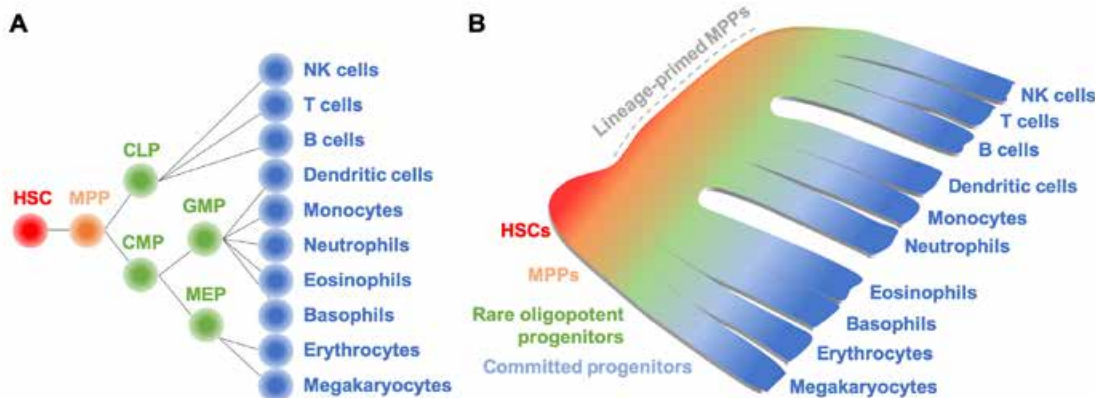 A
HSC
MPP
CLP
CMP
GMP
MEP
NK cells
T cells
B cells
Dendritic cells
Monocytes
Neutrophils
Eosinophils
Basophils
Erythrocytes
Megakaryocytes
B
Lineage-primed MPPs
HSCs
MPPs
Rare oligopotent
progenitors
Committed progenitors
NK cells
T cells
B cells
Dendritic cells
Monocytes
Neutrophils
Eosinophils
Basophils
Erythrocytes
Megakaryocytes